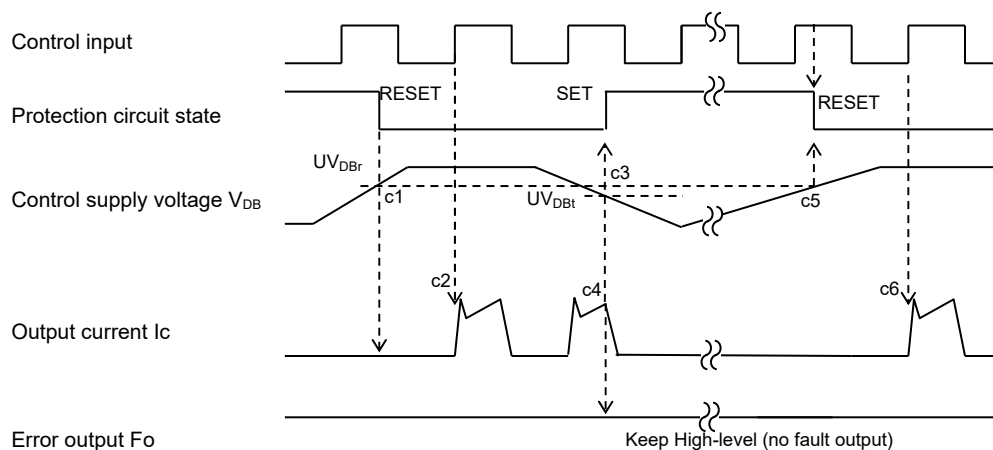 Control input
RESET
SET
RESET
Protection circuit state
UVDBr
c3
c1
Control supply voltage VDB
UVDBt
c5
c2
c4
c6
Output current Ic
Error output Fo
Keep High-level (no fault output)